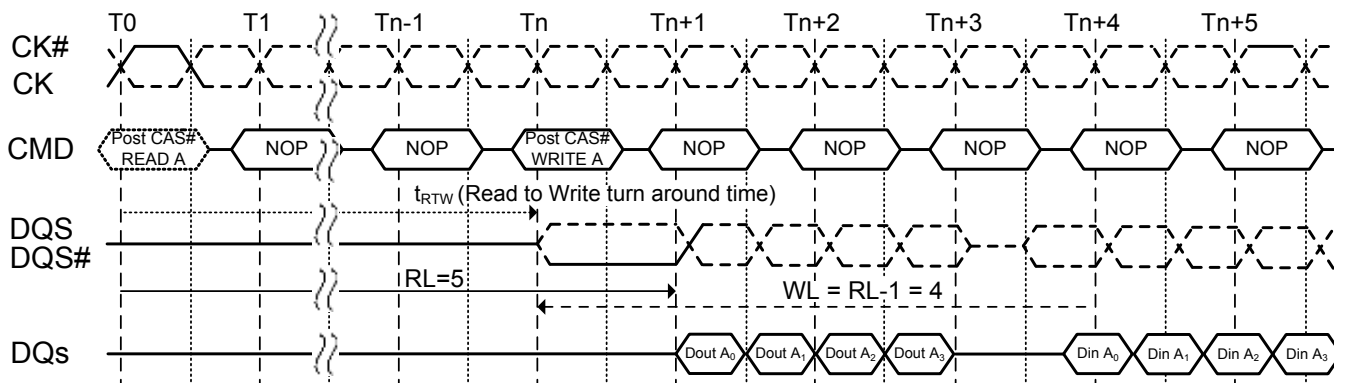 T0 T1 Tn-1 Tn Tn+1 Tn+2 Tn+3 Tn+4 Tn+5
CK#
CK
CMD
Post CAS#
READ A
NOP
NOP
Post CAS#
WRITE A
NOP
NOP
NOP
NOP
NOP
tRTW (Read to Write turn around time)
DQS
DQS#
RL=5
WL = RL-1 = 4
DQs
Dout A0 Dout A1 Dout A2 Dout A3 Din A0 Din A1 Din A2 Din A3